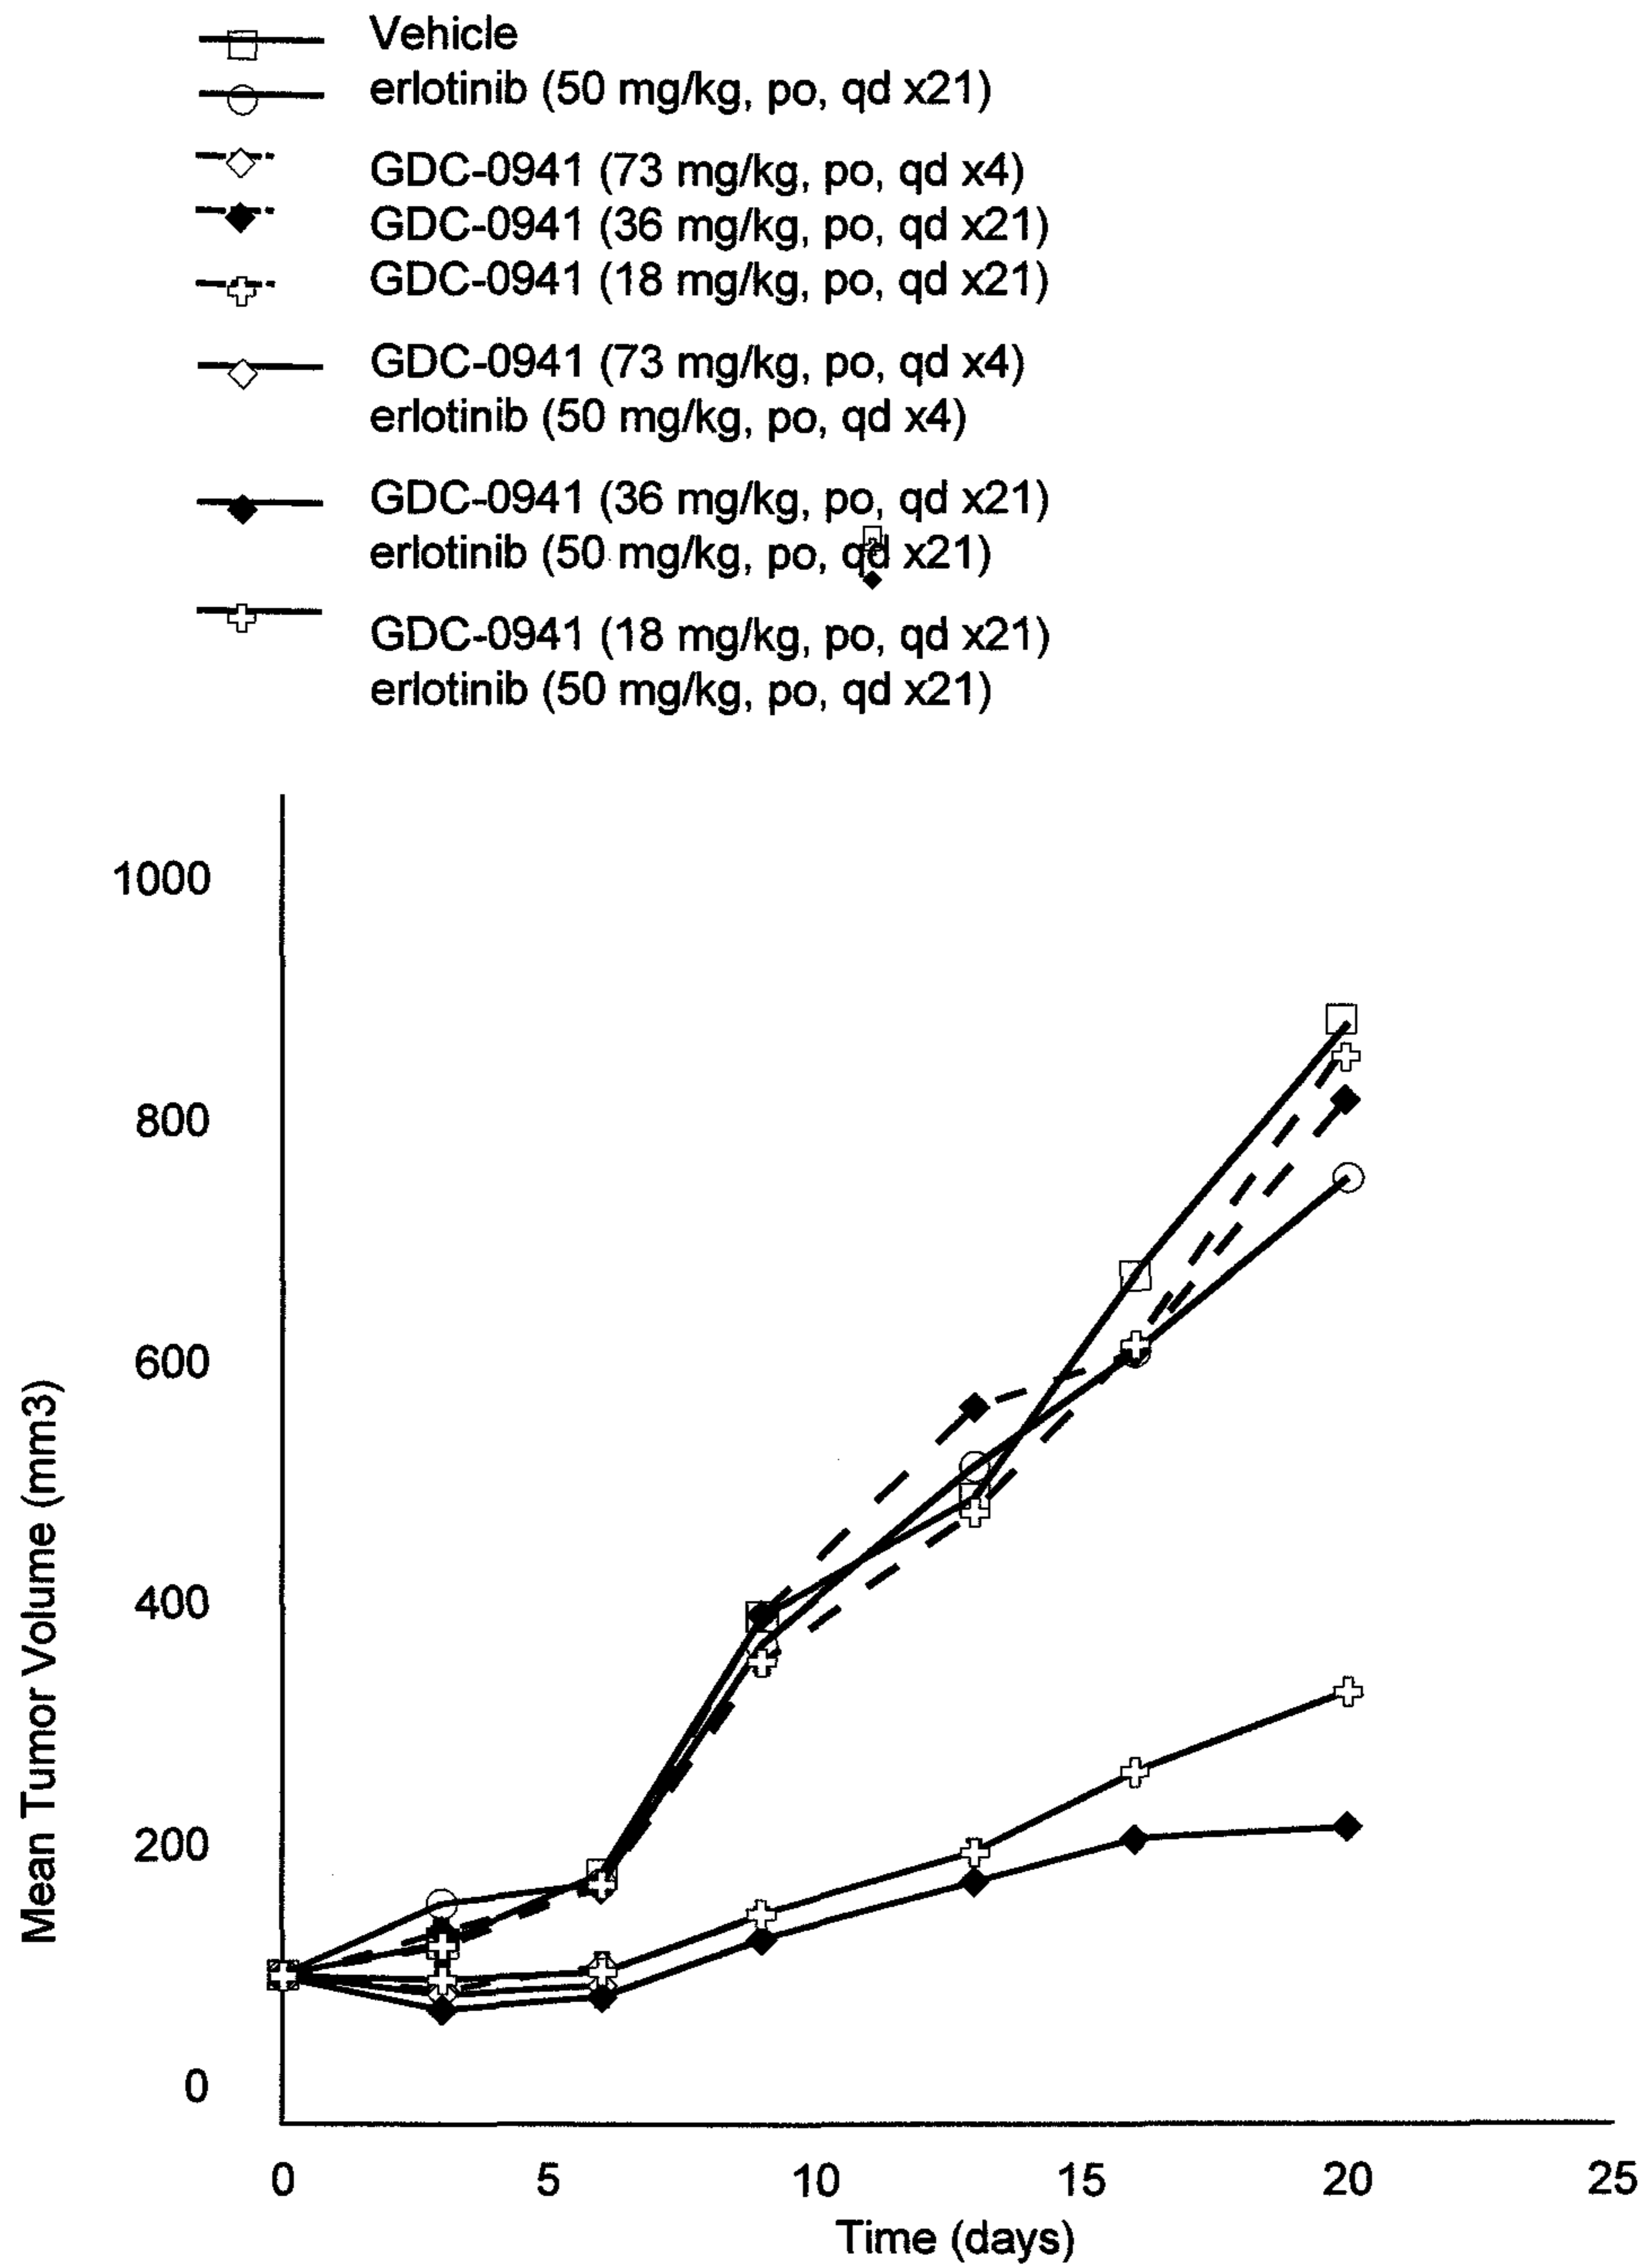 Vehicle
erlotinib (50 mg/kg, po, qd x21)
GDC-0941 (73 mg/kg, po, qd x4)
GDC-0941 (36 mg/kg, po, qd x21)
GDC-0941 (18 mg/kg, po, qd x21)
GDC-0941 (73 mg/kg, po, qd x4)
erlotinib (50 mg/kg, po, qd x4)
GDC-0941 (36 mg/kg, po, qd x21)
erlotinib (50 mg/kg, po, qd x21)
GDC-0941 (18 mg/kg, po, qd x21)
erlotinib (50 mg/kg, po, qd x21)
Mean Tumor Volume (mm3)
1000
800
600
400
200
0
0 5 10 15 20 25
Time (days)